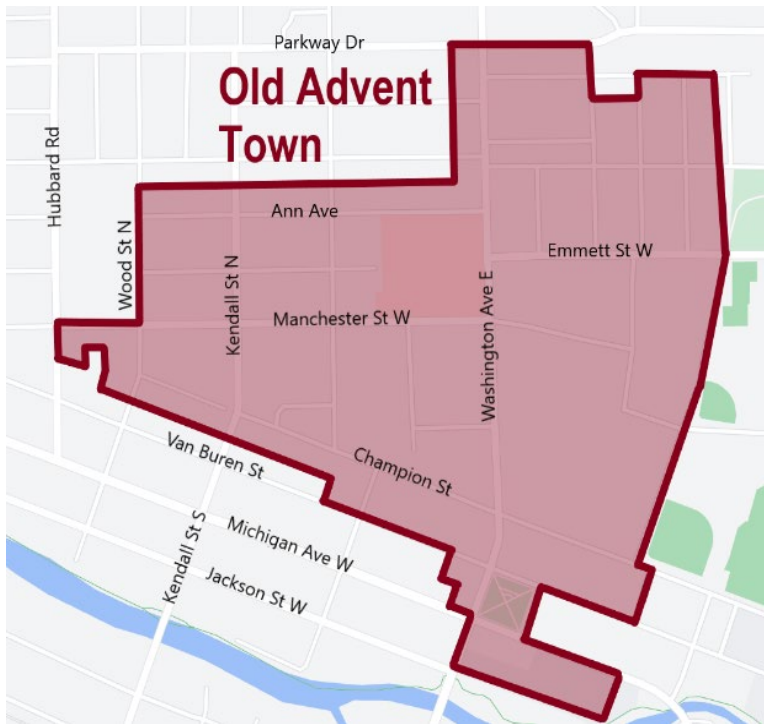 Parkway Dr
Old Advent
Town
Hubbard Rd
Wood St N
Ann Ave
Kendall St N
Emmett St W
Manchester St W
Washington Ave E
Van Buren St
Champion St
Michigan Ave W
Kendall St S
Jackson St W